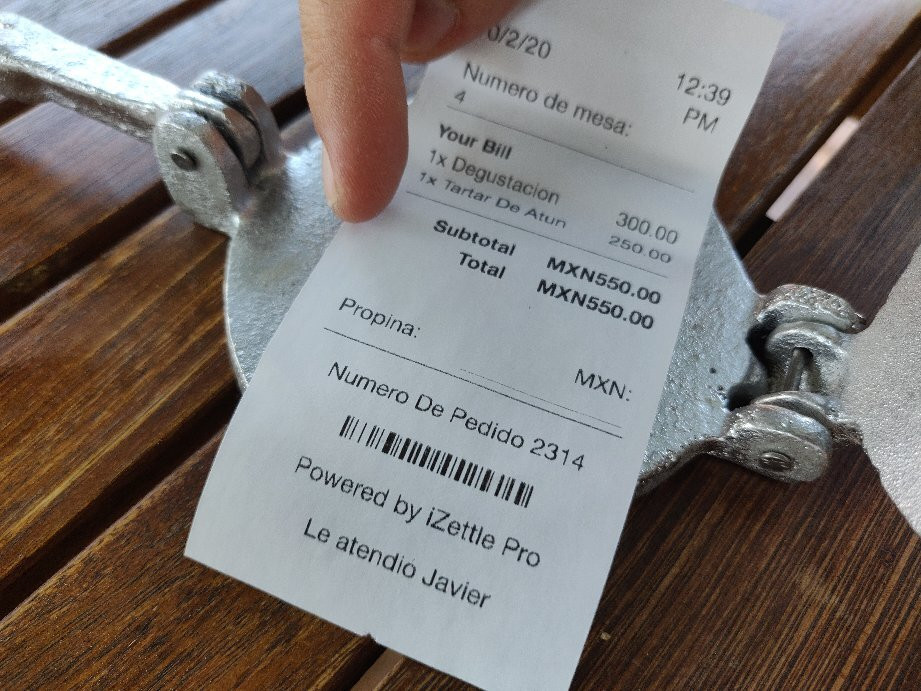 0/2/20 12:39 PM
Numero de mesa:
4
Your Bill
1x Degustacion 300.00
1x Tartar De Atun 250.00
Subtotal MXN550.00
Total MXN550.00
Propina: MXN:
Numero De Pedido 2314
Powered by iZettle Pro
Le atendio Javier